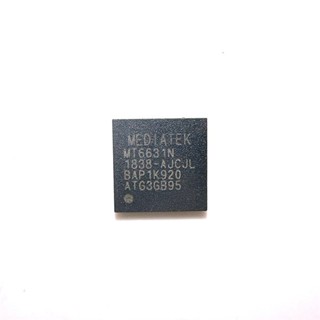 MEDIATEK
MT6631N
1838-AJCJL
BAP1K920
ATG3GB95